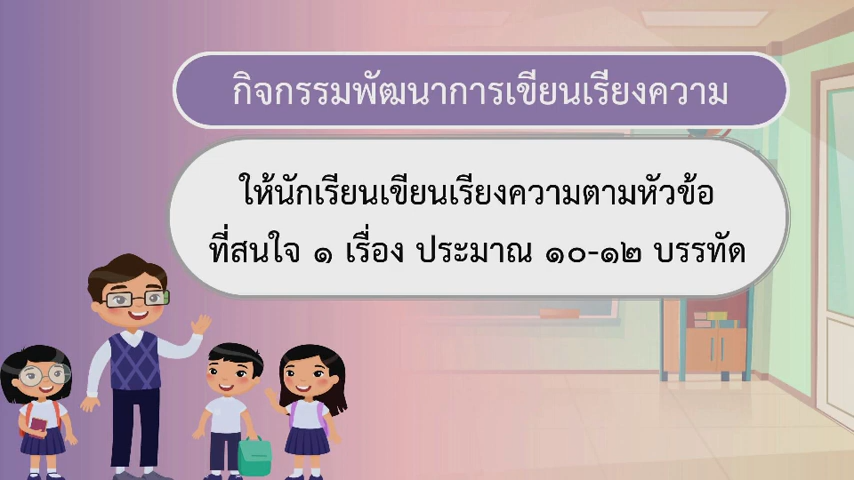 กิจกรรมพัฒนาการเขียนเรียงความ
ให้นักเรียนเขียนเรียงความตามหัวข้อ
ที่สนใจ ๑ เรื่อง ประมาณ ๑๐-๑๒ บรรทัด